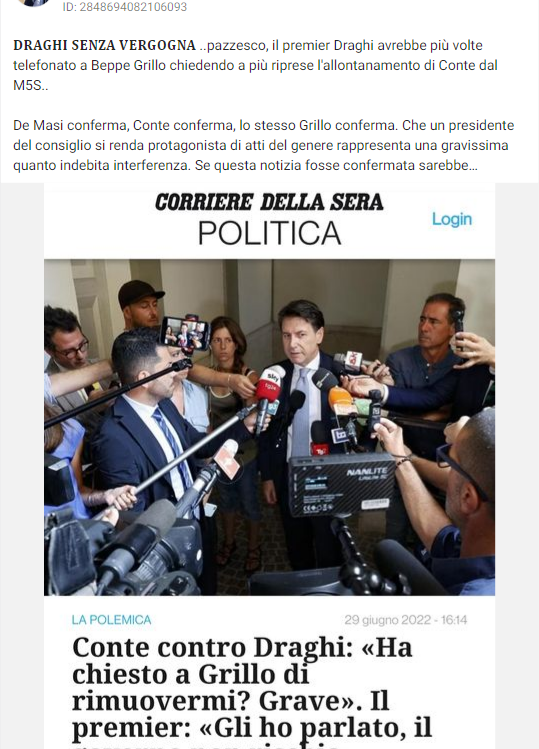 ID: 2848694082106093
DRAGHI SENZA VERGOGNA ..pazzesco, il premier Draghi avrebbe più volte
telefonato a Beppe Grillo chiedendo a più riprese l'allontanamento di Conte dal
M5S..
De Masi conferma, Conte conferma, lo stesso Grillo conferma. Che un presidente
del consiglio si renda protagonista di atti del genere rappresenta una gravissima
quanto indebita interferenza. Se questa notizia fosse confermata sarebbe…
CORRIERE DELLA SERA
POLITICA
Login
sky
tg24
NANLITE
LA POLEMICA
29 giugno 2022 - 16:14
Conte contro Draghi: «Ha
chiesto a Grillo di
rimuovermi? Grave». Il
premier: «Gli ho parlato, il